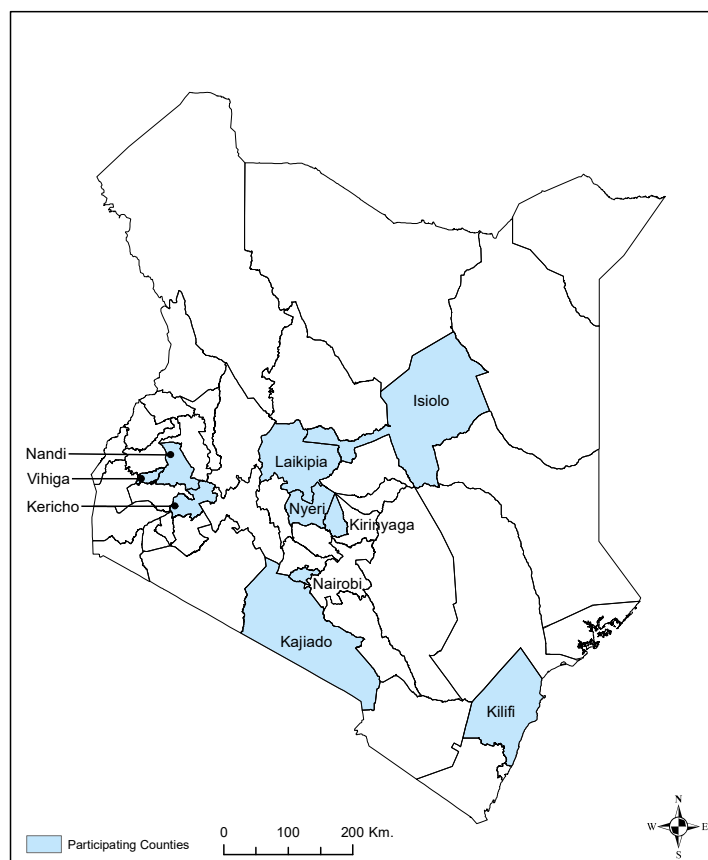 Isiolo
Nandi
Laikipia
Vihiga
Kericho
Nyeri
Kirinyaga
Nairobi
Kajiado
Kilifi
N
W
E
S
Participating Counties
0
100
200 Km.